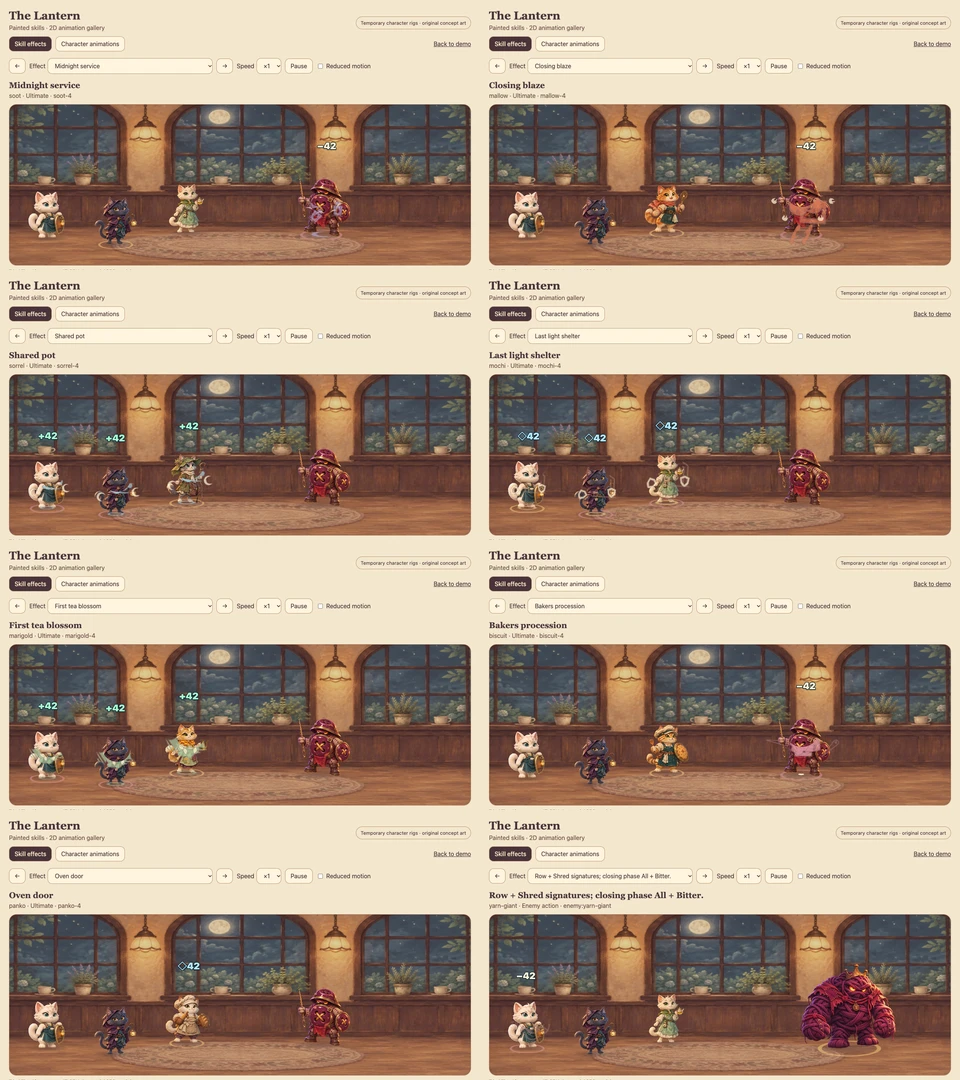 The Lantern
Painted skills · 2D animation gallery
Temporary character rigs · original concept art
Skill effects
Character animations
Back to demo
← Effect Midnight service → Speed ×1 Pause Reduced motion
Midnight service
soot · Ultimate · soot-4
−42
The Lantern
Painted skills · 2D animation gallery
Temporary character rigs · original concept art
Skill effects
Character animations
Back to demo
← Effect Closing blaze → Speed ×1 Pause Reduced motion
Closing blaze
mallow · Ultimate · mallow-4
−42
The Lantern
Painted skills · 2D animation gallery
Temporary character rigs · original concept art
Skill effects
Character animations
Back to demo
← Effect Shared pot → Speed ×1 Pause Reduced motion
Shared pot
sorrel · Ultimate · sorrel-4
+42
+42
+42
The Lantern
Painted skills · 2D animation gallery
Temporary character rigs · original concept art
Skill effects
Character animations
Back to demo
← Effect Last light shelter → Speed ×1 Pause Reduced motion
Last light shelter
mochi · Ultimate · mochi-4
◇42
◇42
◇42
The Lantern
Painted skills · 2D animation gallery
Temporary character rigs · original concept art
Skill effects
Character animations
Back to demo
← Effect First tea blossom → Speed ×1 Pause Reduced motion
First tea blossom
marigold · Ultimate · marigold-4
+42
+42
+42
The Lantern
Painted skills · 2D animation gallery
Temporary character rigs · original concept art
Skill effects
Character animations
Back to demo
← Effect Bakers procession → Speed ×1 Pause Reduced motion
Bakers procession
biscuit · Ultimate · biscuit-4
−42
The Lantern
Painted skills · 2D animation gallery
Temporary character rigs · original concept art
Skill effects
Character animations
Back to demo
← Effect Oven door → Speed ×1 Pause Reduced motion
Oven door
panko · Ultimate · panko-4
◇42
The Lantern
Painted skills · 2D animation gallery
Temporary character rigs · original concept art
Skill effects
Character animations
Back to demo
← Effect Row + Shred signatures; closing phase All + Bitter. → Speed ×1 Pause Reduced motion
Row + Shred signatures; closing phase All + Bitter.
yarn-giant · Enemy action · enemy:yarn-giant
−42